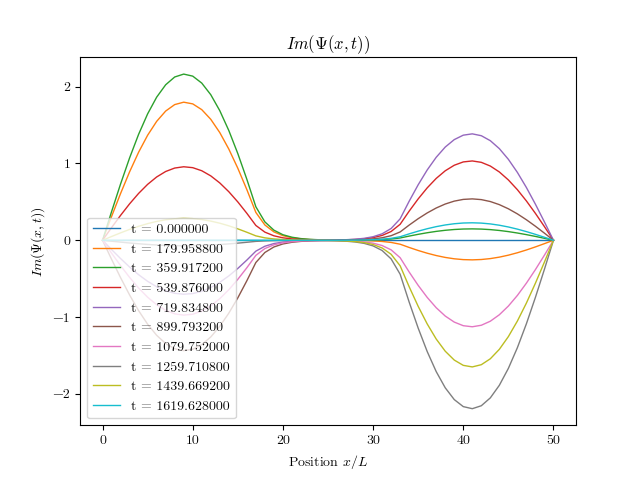 Im(Ψ(x, t))
2
1
0
−1
−2
Im(Ψ(x, t))
t = 0.000000
t = 179.958800
t = 359.917200
t = 539.876000
t = 719.834800
t = 899.793200
t = 1079.752000
t = 1259.710800
t = 1439.669200
t = 1619.628000
0 10 20 30 40 50
Position x/L